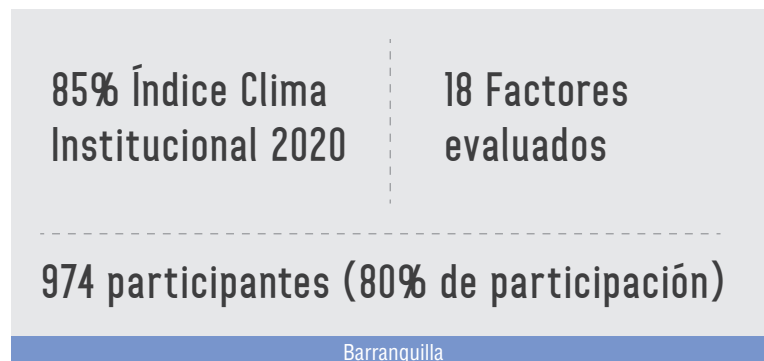 85% Índice Clima
Institucional 2020
18 Factores
evaluados
974 participantes (80% de participación)
Barranquilla